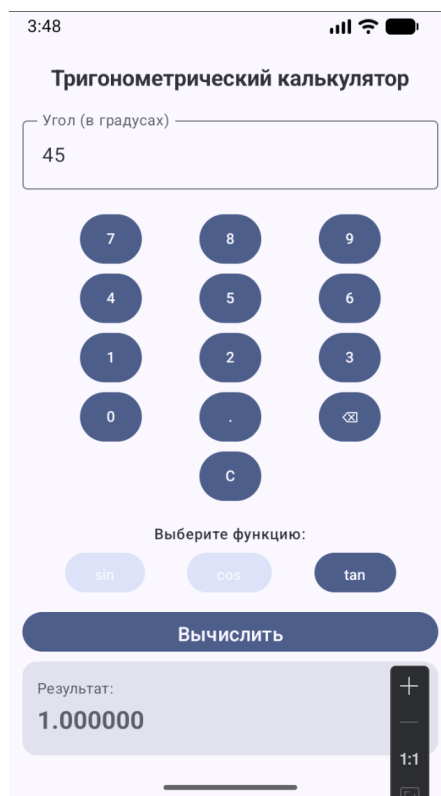 3:48
Тригонометрический калькулятор
Угол (в градусах)
45
7 8 9
4 5 6
1 2 3
0 . ⌫
C
Выберите функцию:
sin cos tan
Вычислить
Результат:
1.000000
1:1